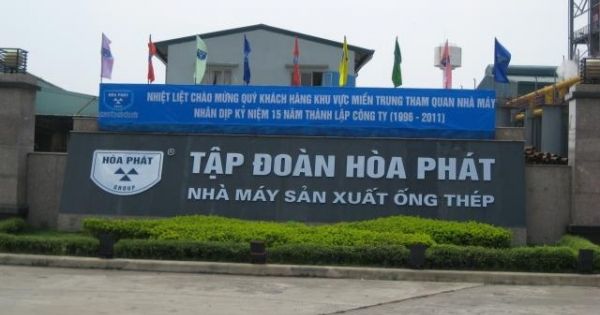 HÒA PHÁT
NHIỆT LIỆT CHÀO MỪNG QUÝ KHÁCH HÀNG KHU VỰC MIỀN TRUNG THAM QUAN NHÀ MÁY
NHÂN DỊP KỶ NIỆM 15 NĂM THÀNH LẬP CÔNG TY (1996 - 2011)
HÒA PHÁT
GROUP
®
TẬP ĐOÀN HÒA PHÁT
NHÀ MÁY SẢN XUẤT ỐNG THÉP